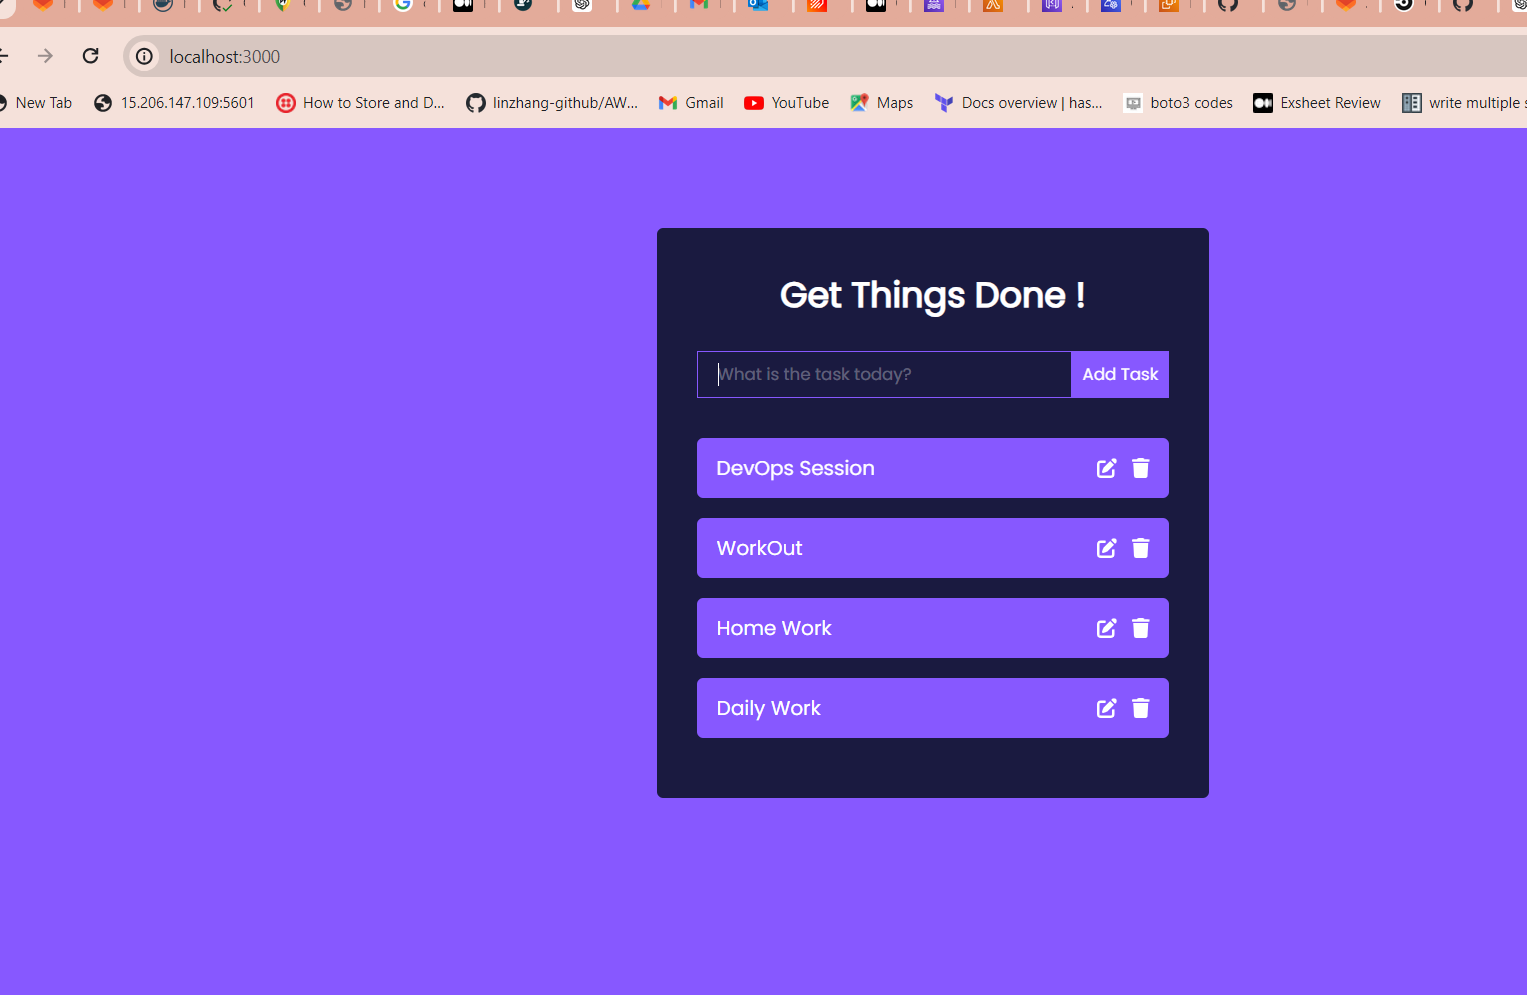 localhost:3000
New Tab 15.206.147.109:5601 How to Store and D... linzhang-github/AW... Gmail YouTube Maps Docs overview | has... boto3 codes Exsheet Review write multiple
Get Things Done !
What is the task today? Add Task
DevOps Session
WorkOut
Home Work
Daily Work